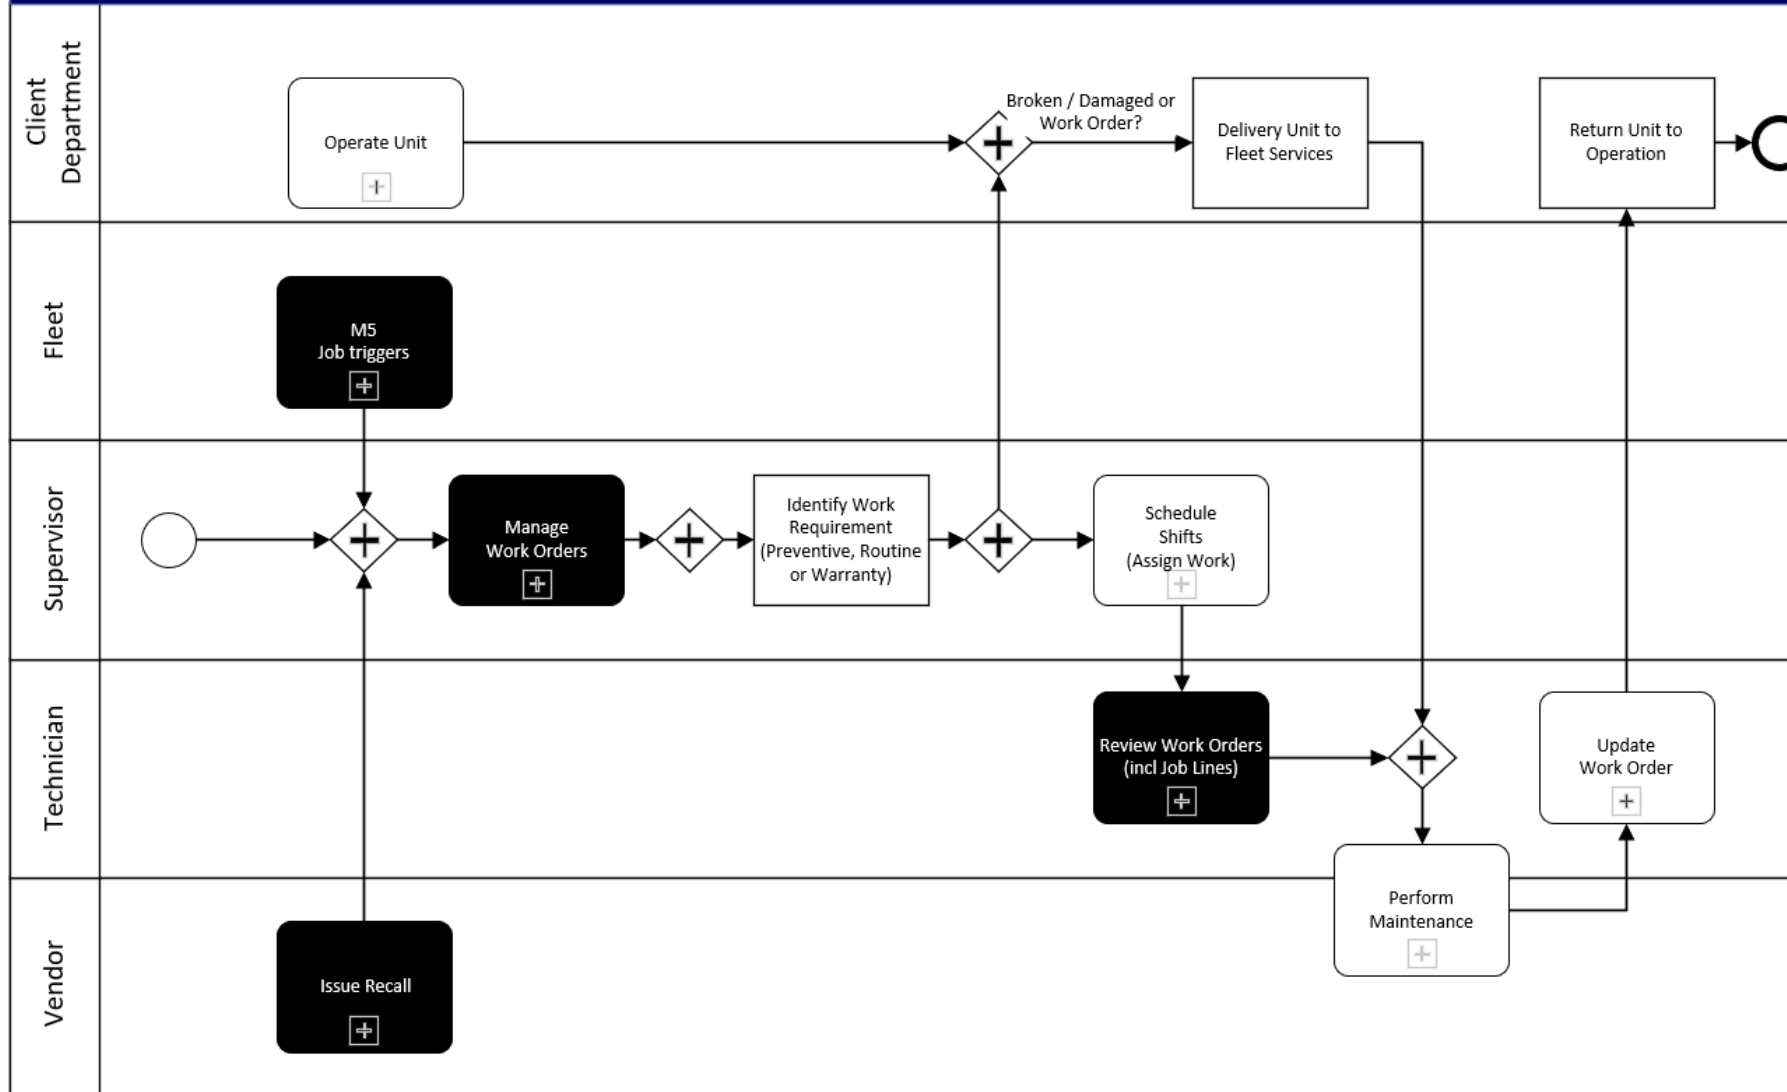 Client
Department
Operate Unit
Broken / Damaged or
Work Order?
Delivery Unit to
Fleet Services
Return Unit to
Operation
Fleet
M5
Job triggers
Supervisor
Manage
Work Orders
Identify Work
Requirement
(Preventive, Routine
or Warranty)
Schedule
Shifts
(Assign Work)
Technician
Review Work Orders
(incl Job Lines)
Update
Work Order
Vendor
Issue Recall
Perform
Maintenance